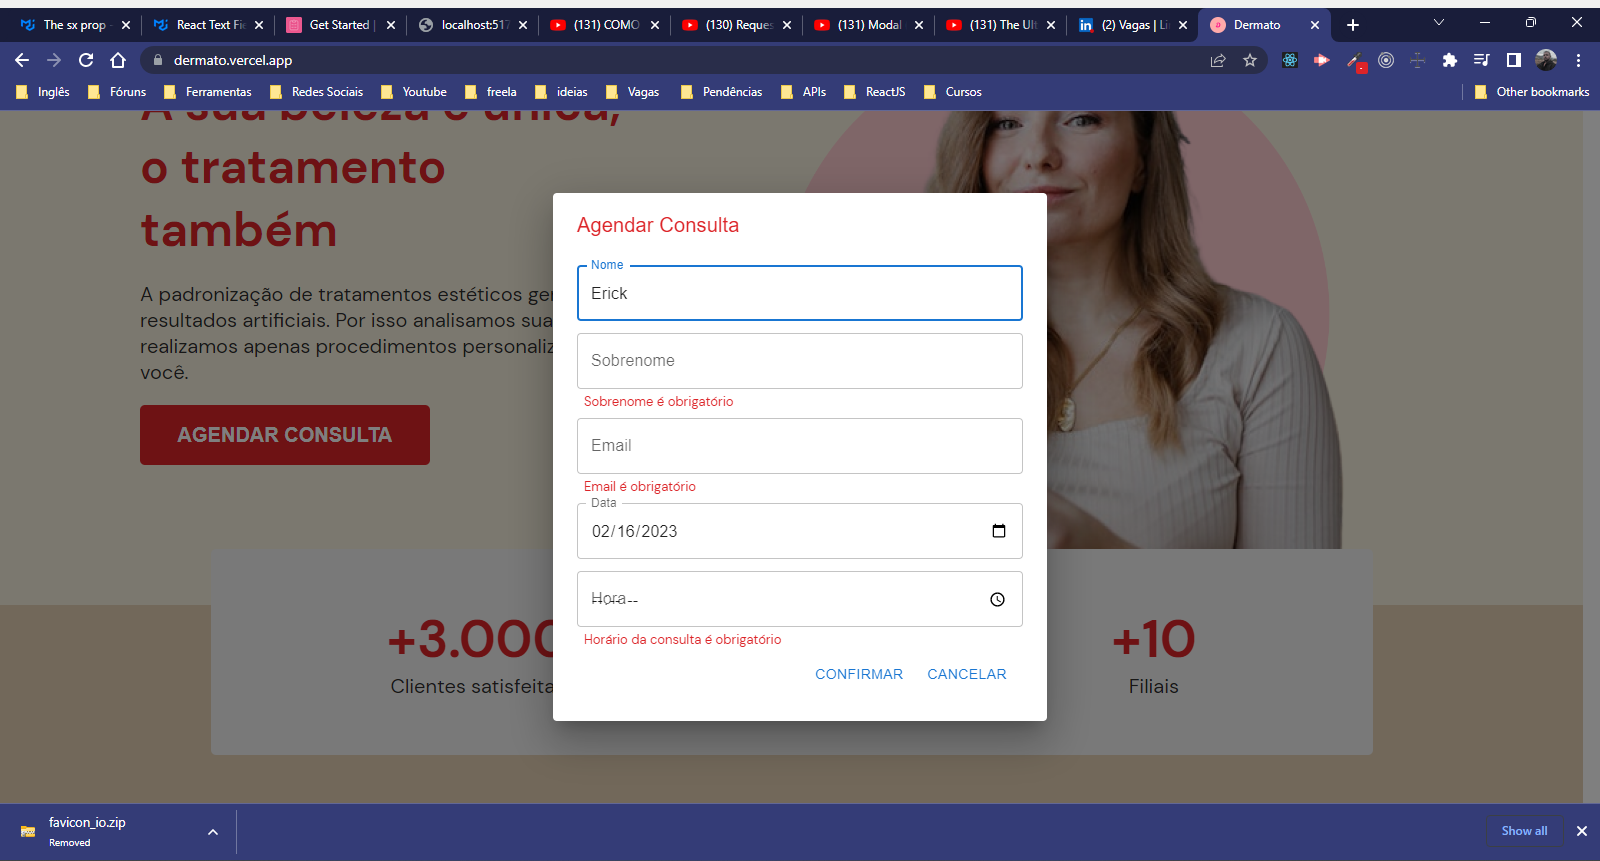 The sx prop
React Text Fie
Get Started |
localhost:517
(131) COMO
(130) Reques
(131) Modal
(131) The Ult
(2) Vagas | Li
Dermato
dermato.vercel.app
Inglês
Fóruns
Ferramentas
Redes Sociais
Youtube
freela
ideias
Vagas
Pendências
APIs
ReactJS
Cursos
Other bookmarks
A sua beleza é única,
o tratamento
também
A padronização de tratamentos estéticos ger
resultados artificiais. Por isso analisamos sua
realizamos apenas procedimentos personaliz
você.
AGENDAR CONSULTA
Agendar Consulta
Nome
Erick
Sobrenome
Sobrenome é obrigatório
Email
Email é obrigatório
Data
02/16/2023
Hora
--:-- --
Horário da consulta é obrigatório
CONFIRMAR
CANCELAR
+3.000
Clientes satisfeita
+10
Filiais
favicon_io.zip
Removed
Show all